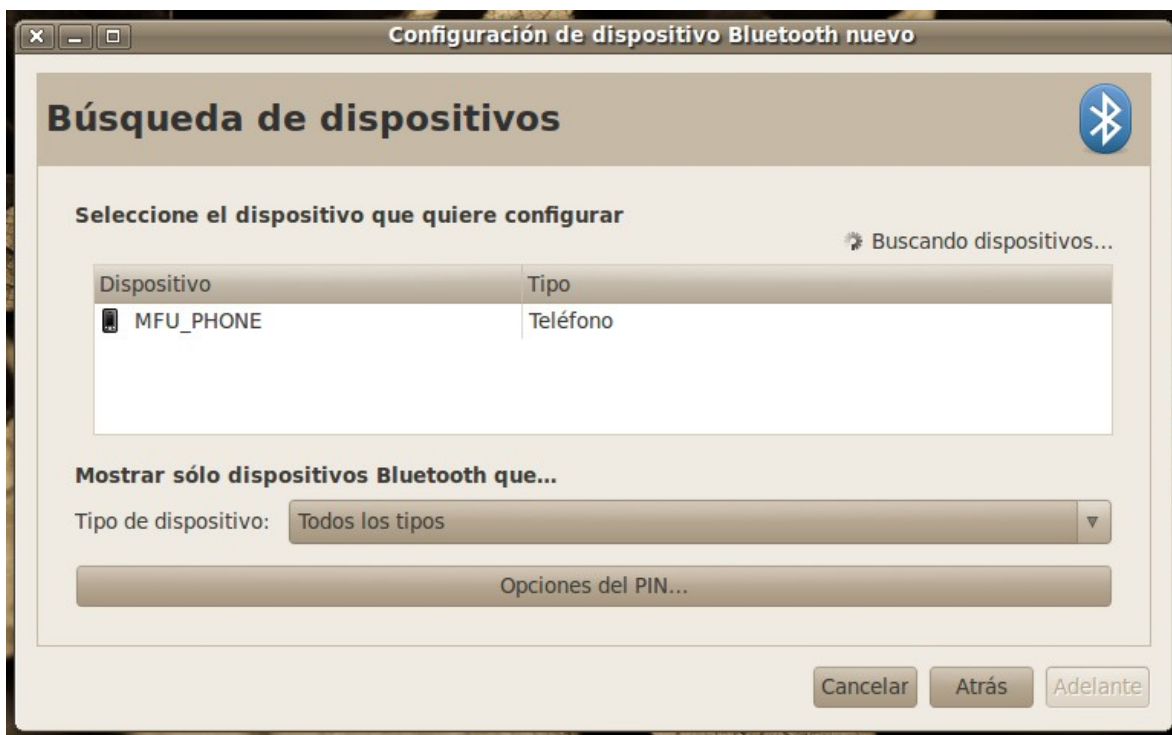 Configuración de dispositivo Bluetooth nuevo
Búsqueda de dispositivos
Seleccione el dispositivo que quiere configurar
Buscando dispositivos...
Dispositivo Tipo
MFU_PHONE Teléfono
Mostrar sólo dispositivos Bluetooth que...
Tipo de dispositivo: Todos los tipos
Opciones del PIN...
Cancelar Atrás Adelante